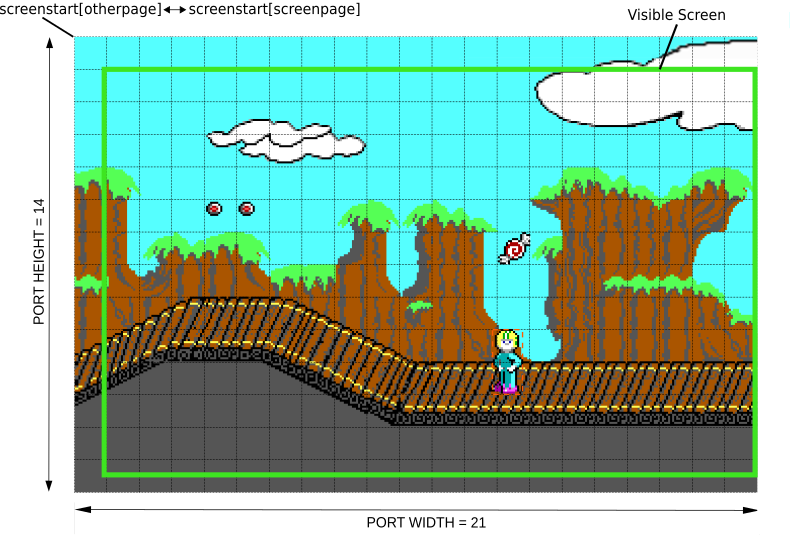 screenstart[otherpage]↔screenstart[screenpage]
Visible Screen
PORT HEIGHT = 14
PORT WIDTH = 21